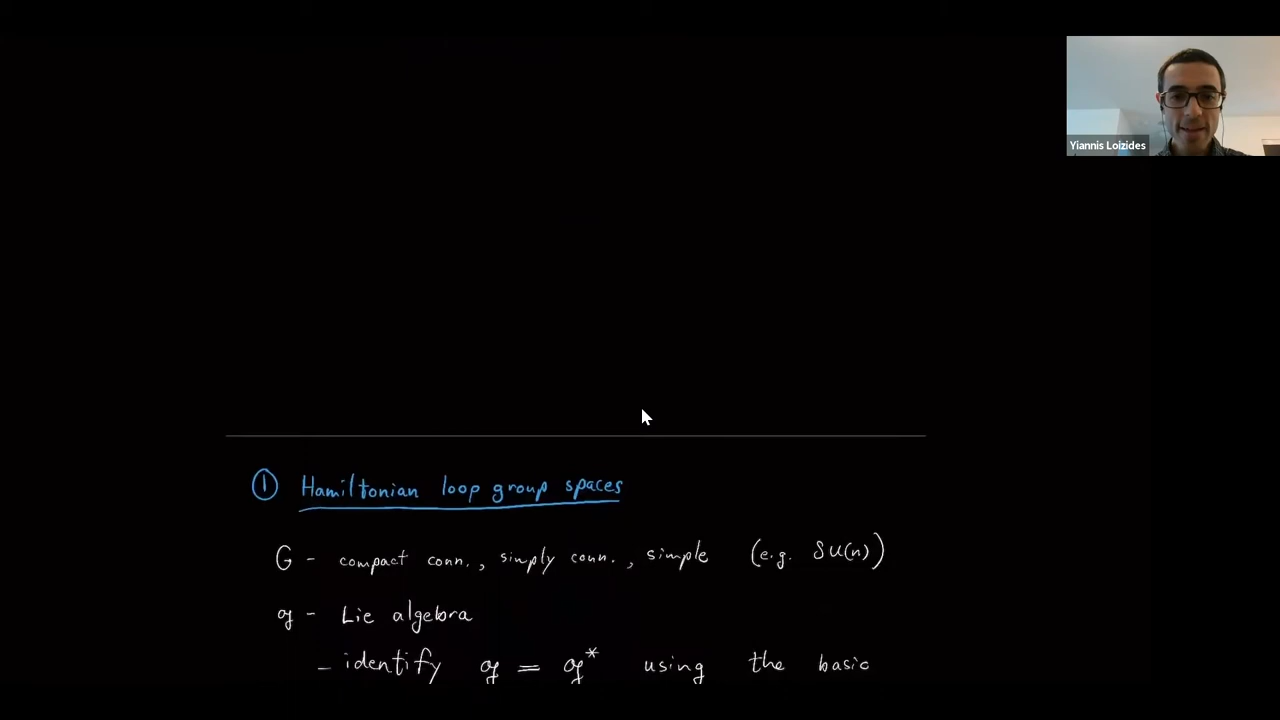 Yiannis Loizides
① Hamiltonian loop group spaces
G - compact conn., simply conn., simple (e.g. SU(n))
𝔤 - Lie algebra
- identify 𝔤 = 𝔤* using the basic